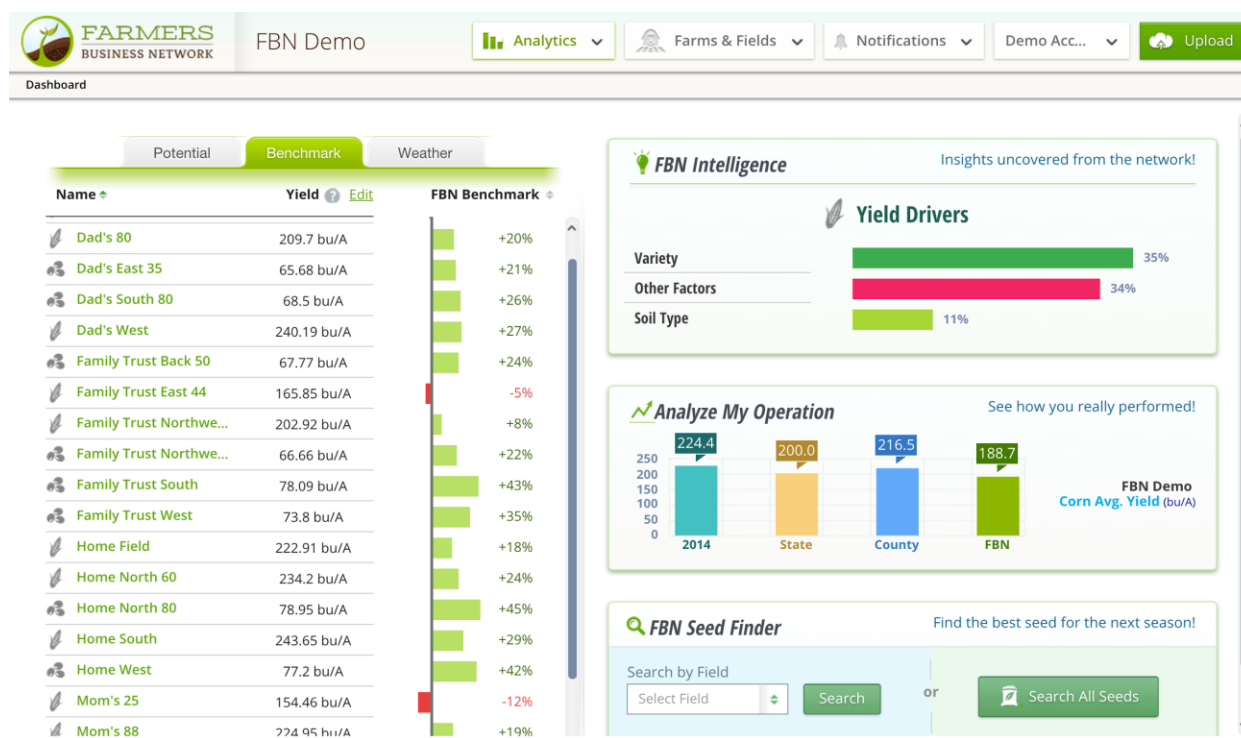 FARMERS
BUSINESS NETWORK
FBN Demo
Analytics
Farms & Fields
Notifications
Demo Acc...
Upload
Dashboard
Potential
Benchmark
Weather
Name
Yield ? Edit
FBN Benchmark
Dad's 80 209.7 bu/A +20%
Dad's East 35 65.68 bu/A +21%
Dad's South 80 68.5 bu/A +26%
Dad's West 240.19 bu/A +27%
Family Trust Back 50 67.77 bu/A +24%
Family Trust East 44 165.85 bu/A -5%
Family Trust Northwe... 202.92 bu/A +8%
Family Trust Northwe... 66.66 bu/A +22%
Family Trust South 78.09 bu/A +43%
Family Trust West 73.8 bu/A +35%
Home Field 222.91 bu/A +18%
Home North 60 234.2 bu/A +24%
Home North 80 78.95 bu/A +45%
Home South 243.65 bu/A +29%
Home West 77.2 bu/A +42%
Mom's 25 154.46 bu/A -12%
Mom's 88 224.95 bu/A +19%
FBN Intelligence
Insights uncovered from the network!
Yield Drivers
Variety 35%
Other Factors 34%
Soil Type 11%
Analyze My Operation
See how you really performed!
224.4 200.0 216.5 188.7
250
200
150
100
50
0
2014 State County FBN
FBN Demo
Corn Avg. Yield (bu/A)
FBN Seed Finder
Find the best seed for the next season!
Search by Field
Select Field
Search
or
Search All Seeds